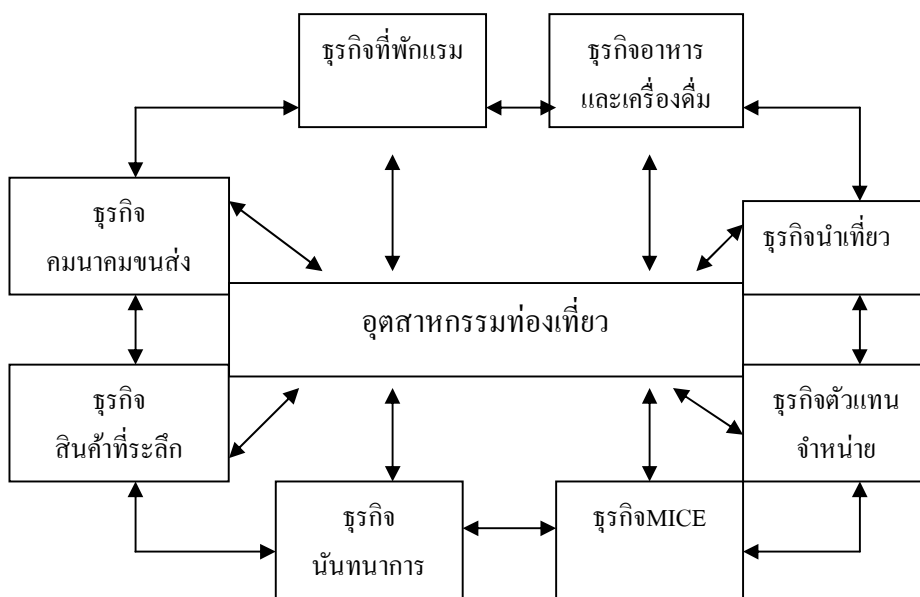 ธุรกิจที่พักแรม
ธุรกิจอาหาร
และเครื่องดื่ม
ธุรกิจ
คมนาคมขนส่ง
ธุรกิจนำเที่ยว
อุตสาหกรรมท่องเที่ยว
ธุรกิจ
สินค้าที่ระลึก
ธุรกิจตัวแทน
จำหน่าย
ธุรกิจ
นันทนาการ
ธุรกิจMICE